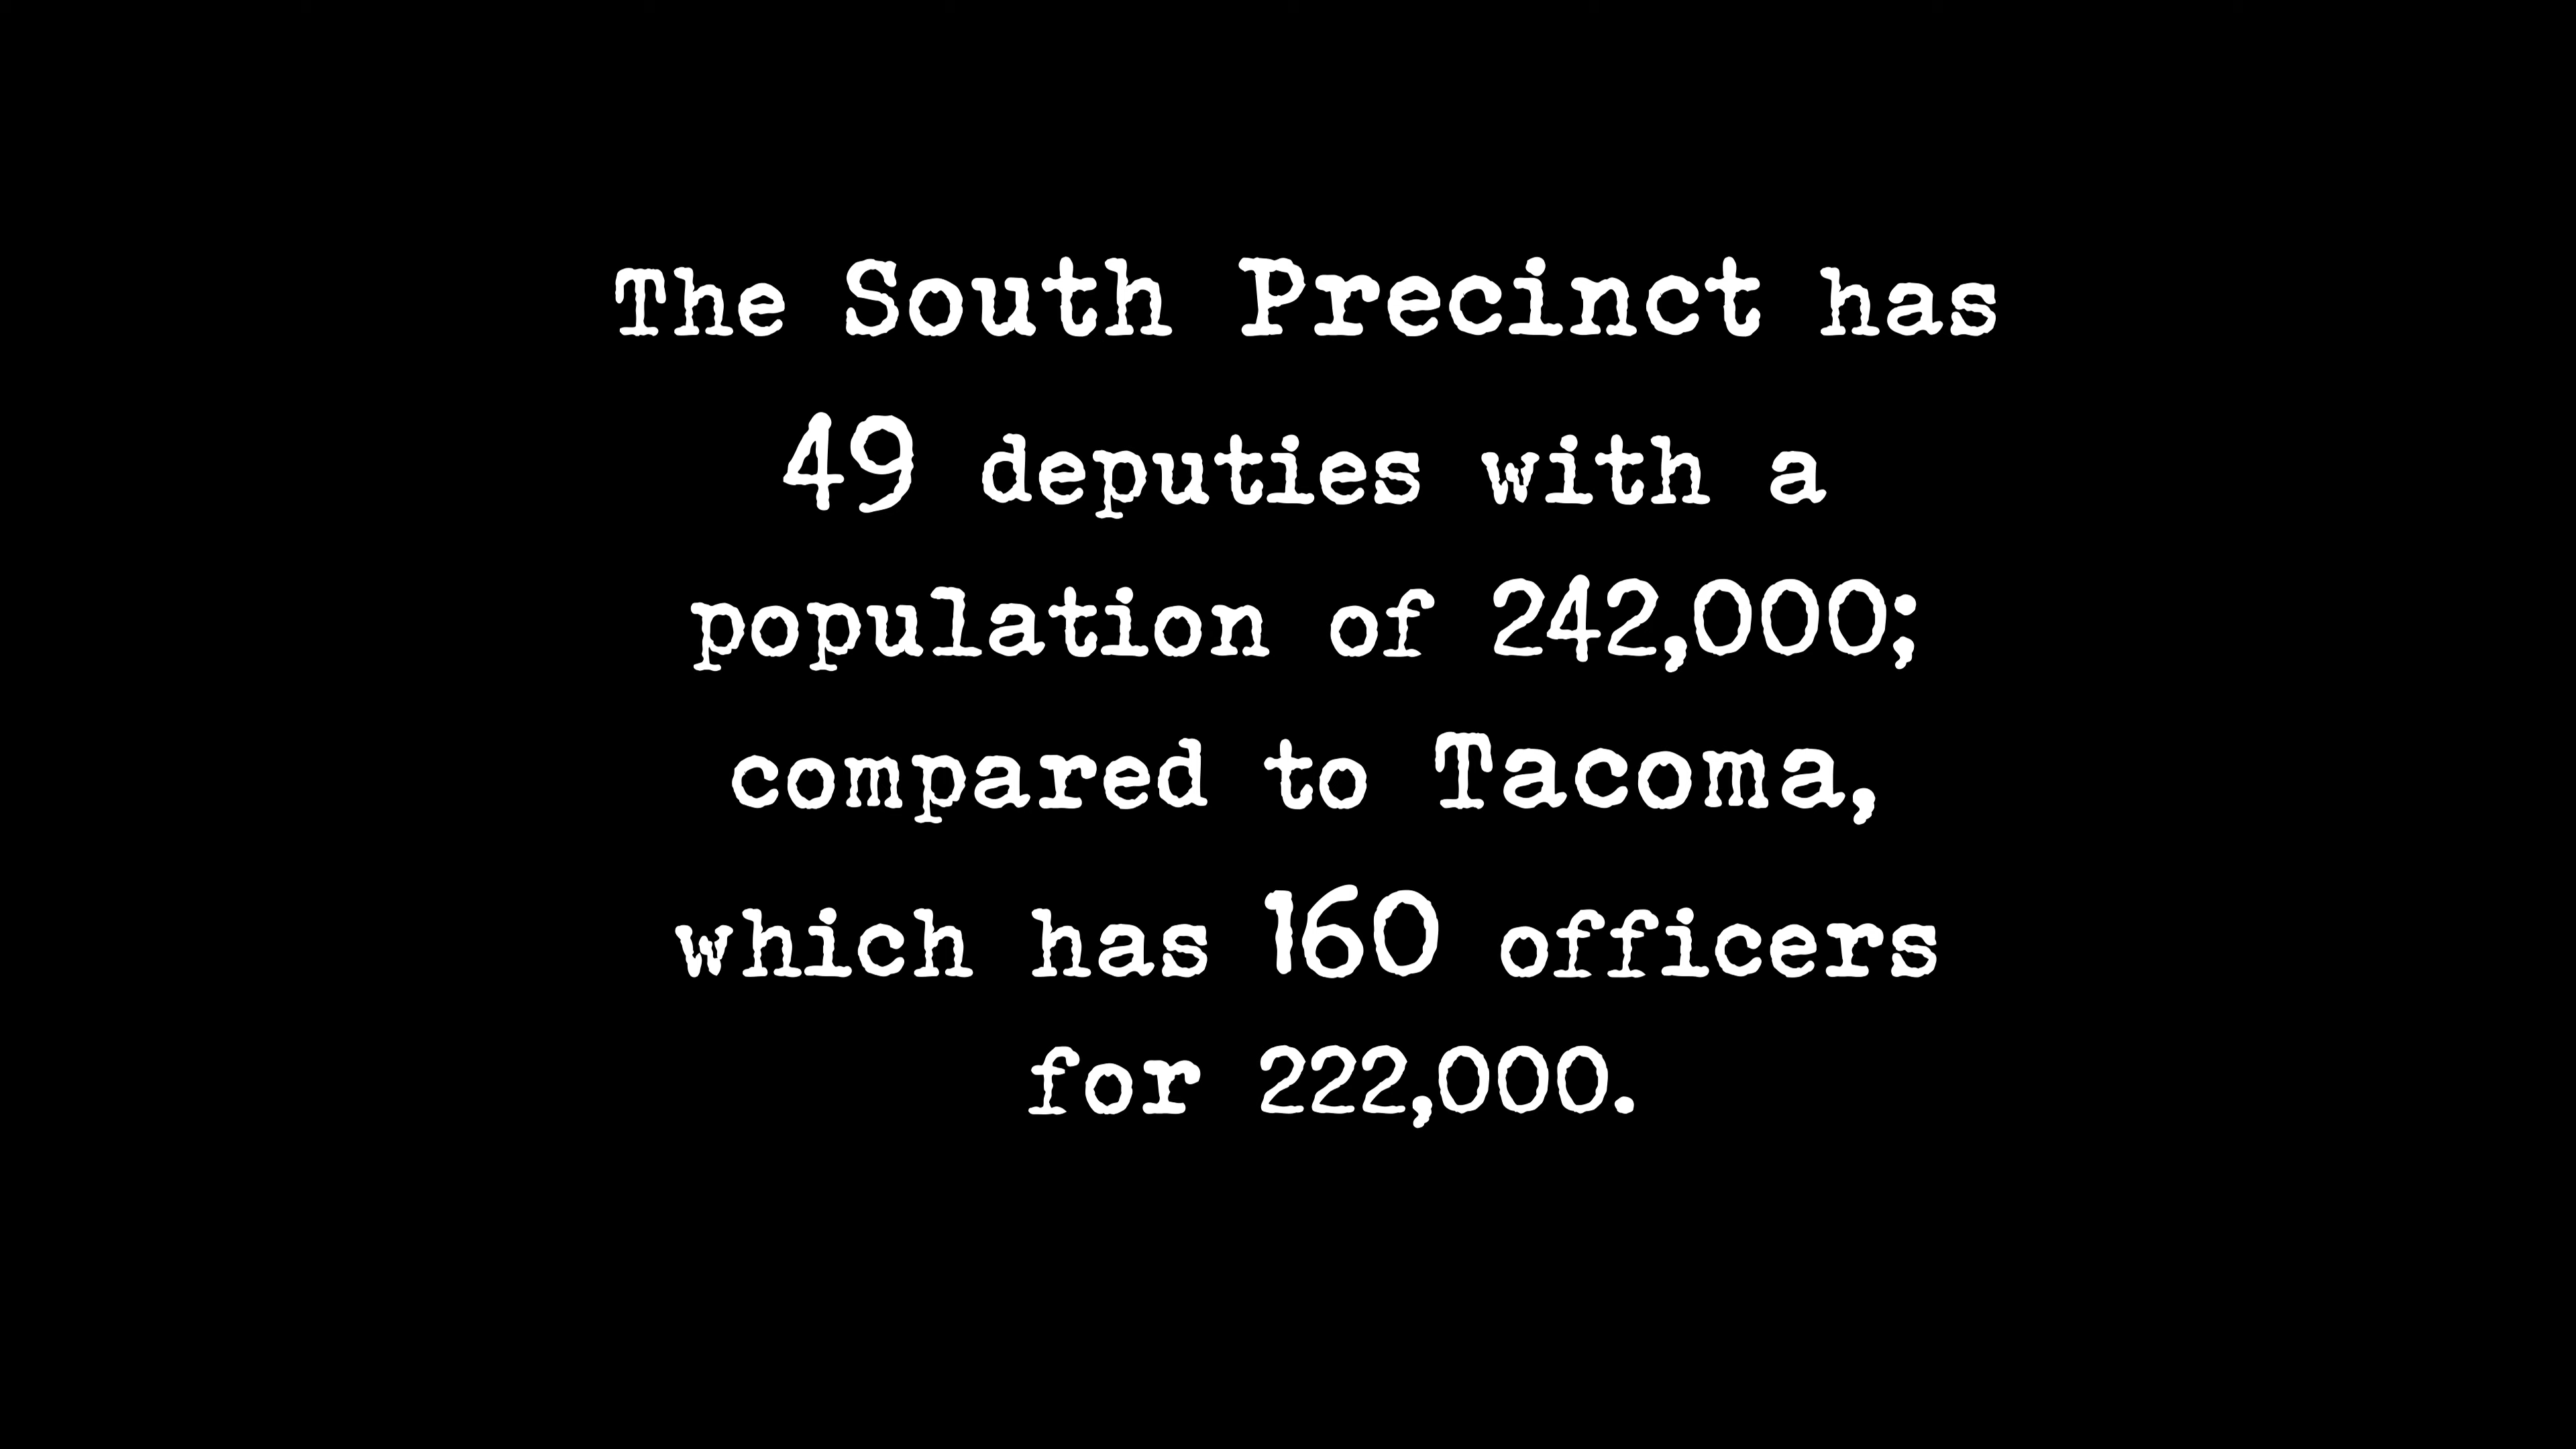 The South Precinct has
49 deputies with a
population of 242,000;
compared to Tacoma,
which has 160 officers
for 222,000.